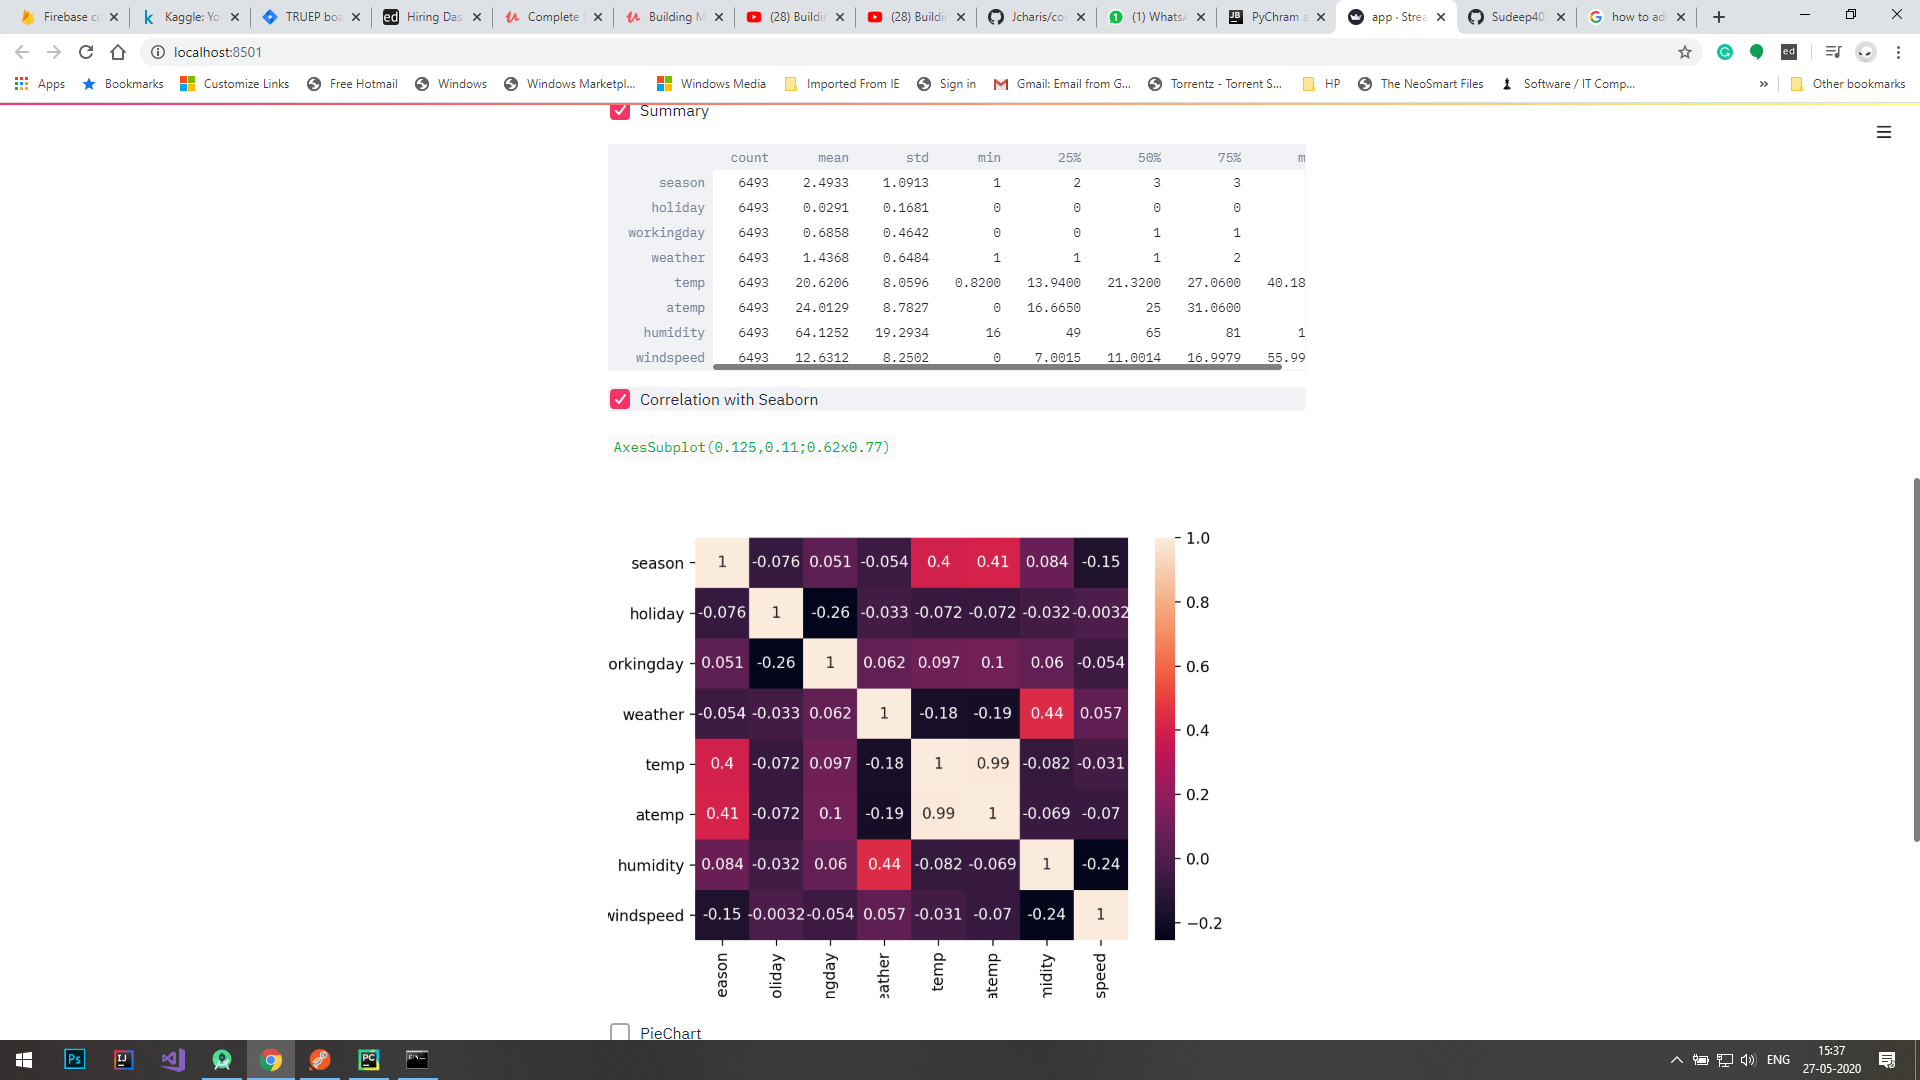 Firebase co
Kaggle: Yo
TRUEP boa
Hiring Das
Complete
Building M
(28) Buildin
(28) Buildin
Jcharis/cor
(1) WhatsA
PyChram a
app · Strea
Sudeep402
how to ad
localhost:8501
Apps Bookmarks Customize Links Free Hotmail Windows Windows Marketpl... Windows Media Imported From IE Sign in Gmail: Email from G... Torrentz - Torrent S... HP The NeoSmart Files Software / IT Comp... » Other bookmarks
Summary
count mean std min 25% 50% 75% m
season 6493 2.4933 1.0913 1 2 3 3
holiday 6493 0.0291 0.1681 0 0 0 0
workingday 6493 0.6858 0.4642 0 0 1 1
weather 6493 1.4368 0.6484 1 1 1 2
temp 6493 20.6206 8.0596 0.8200 13.9400 21.3200 27.0600 40.18
atemp 6493 24.0129 8.7827 0 16.6650 25 31.0600
humidity 6493 64.1252 19.2934 16 49 65 81 1
windspeed 6493 12.6312 8.2502 0 7.0015 11.0014 16.9979 55.99
Correlation with Seaborn
AxesSubplot(0.125,0.11;0.62x0.77)
season 1 -0.076 0.051 -0.054 0.4 0.41 0.084 -0.15
holiday -0.076 1 -0.26 -0.033 -0.072 -0.072 -0.032 -0.0032
orkingday 0.051 -0.26 1 0.062 0.097 0.1 0.06 -0.054
weather -0.054 -0.033 0.062 1 -0.18 -0.19 0.44 0.057
temp 0.4 -0.072 0.097 -0.18 1 0.99 -0.082 -0.031
atemp 0.41 -0.072 0.1 -0.19 0.99 1 -0.069 -0.07
humidity 0.084 -0.032 0.06 0.44 -0.082 -0.069 1 -0.24
windspeed -0.15 -0.0032 -0.054 0.057 -0.031 -0.07 -0.24 1
eason oliday ngday eather temp atemp midity speed
1.0
0.8
0.6
0.4
0.2
0.0
−0.2
PieChart
ENG
15:37
27-05-2020